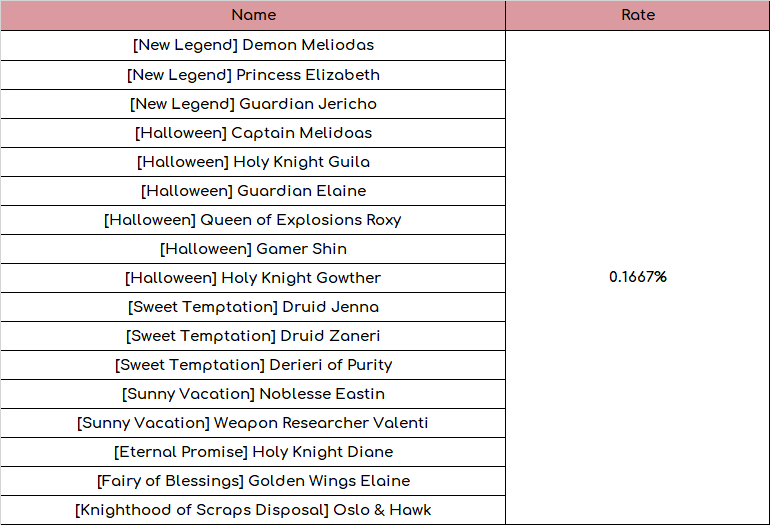 Name Rate
[New Legend] Demon Meliodas
[New Legend] Princess Elizabeth
[New Legend] Guardian Jericho
[Halloween] Captain Melidoas
[Halloween] Holy Knight Guila
[Halloween] Guardian Elaine
[Halloween] Queen of Explosions Roxy
[Halloween] Gamer Shin
[Halloween] Holy Knight Gowther
0.1667%
[Sweet Temptation] Druid Jenna
[Sweet Temptation] Druid Zaneri
[Sweet Temptation] Derieri of Purity
[Sunny Vacation] Noblesse Eastin
[Sunny Vacation] Weapon Researcher Valenti
[Eternal Promise] Holy Knight Diane
[Fairy of Blessings] Golden Wings Elaine
[Knighthood of Scraps Disposal] Oslo & Hawk